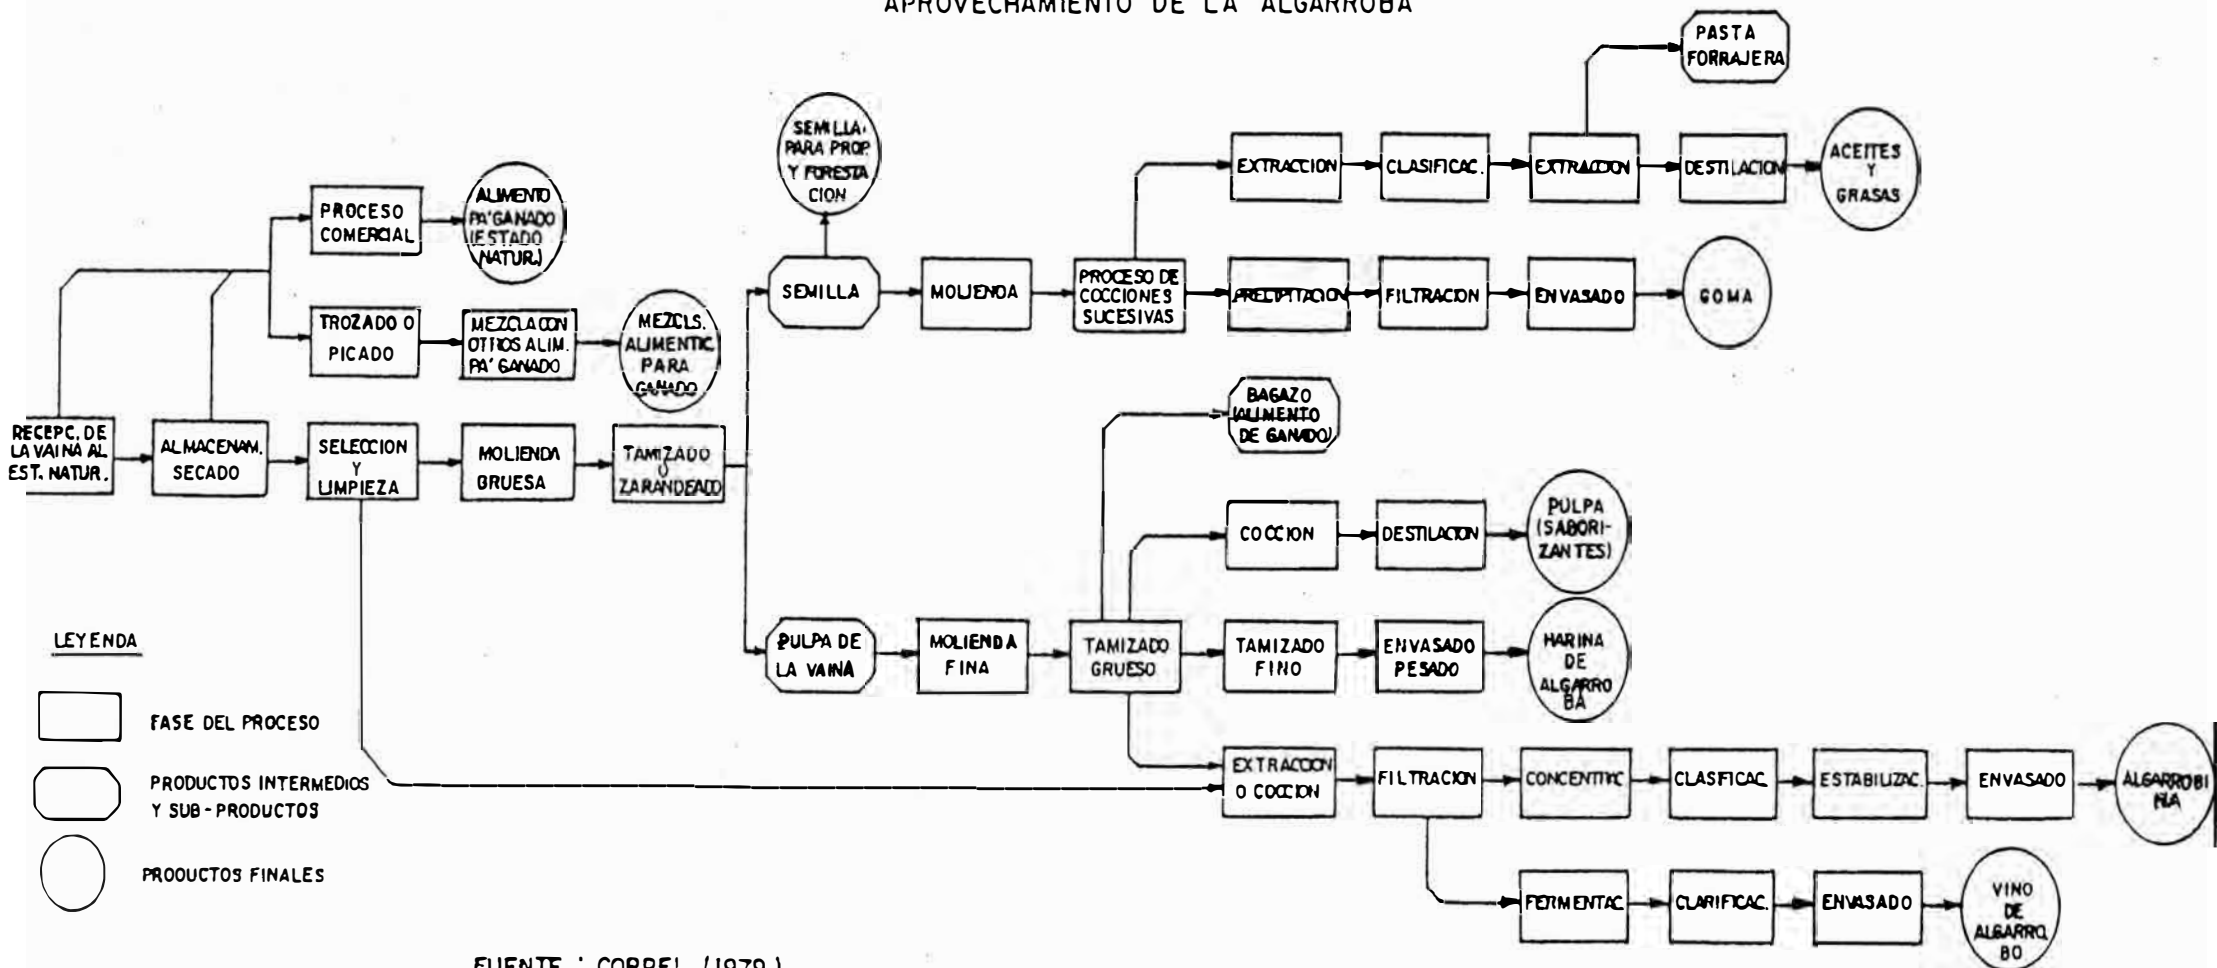 APROVECHAMIENTO DE LA ALGARROBA
PASTA
FORRAJERA
SEMILLA
PARA PROP.
Y FORESTA
CION
EXTRACCION
CLASIFICAC.
EXTRACCION
DESTILACION
ACEITES
Y
GRASAS
PROCESO
COMERCIAL
ALIMENTO
PA'GANADO
(ESTADO
NATUR.)
SEMILLA
MOLIENDA
PROCESO DE
COCCIONES
SUCESIVAS
PRECIPITACION
FILTRACION
ENVASADO
GOMA
TROZADO O
PICADO
MEZCLA CON
OTROS ALIM.
PA' GANADO
MEZCLS.
ALIMENTIC.
PARA
GANADO
BAGAZO
(ALIMENTO
DE GANADO)
RECEPC. DE
LA VAINA AL
EST. NATUR.
ALMACENAM.
SECADO
SELECCION
Y
LIMPIEZA
MOLIENDA
GRUESA
TAMIZADO
O
ZARANDEADO
COCCION
DESTILACION
PULPA
(SABORI-
ZANTES)
PULPA DE
LA VAINA
MOLIENDA
FINA
TAMIZADO
GRUESO
TAMIZADO
FINO
ENVASADO
PESADO
HARINA
DE
ALGARRO
BA
EXTRACCION
O COCCION
FILTRACION
CONCENTRAC.
CLASIFICAC.
ESTABILIZAC.
ENVASADO
ALGARROBI
NA
FERMENTAC.
CLARIFICAC.
ENVASADO
VINO
DE
ALGARRO
BO
LEYENDA
FASE DEL PROCESO
PRODUCTOS INTERMEDIOS
Y SUB-PRODUCTOS
PRODUCTOS FINALES
FUENTE : CORPEI (1979)